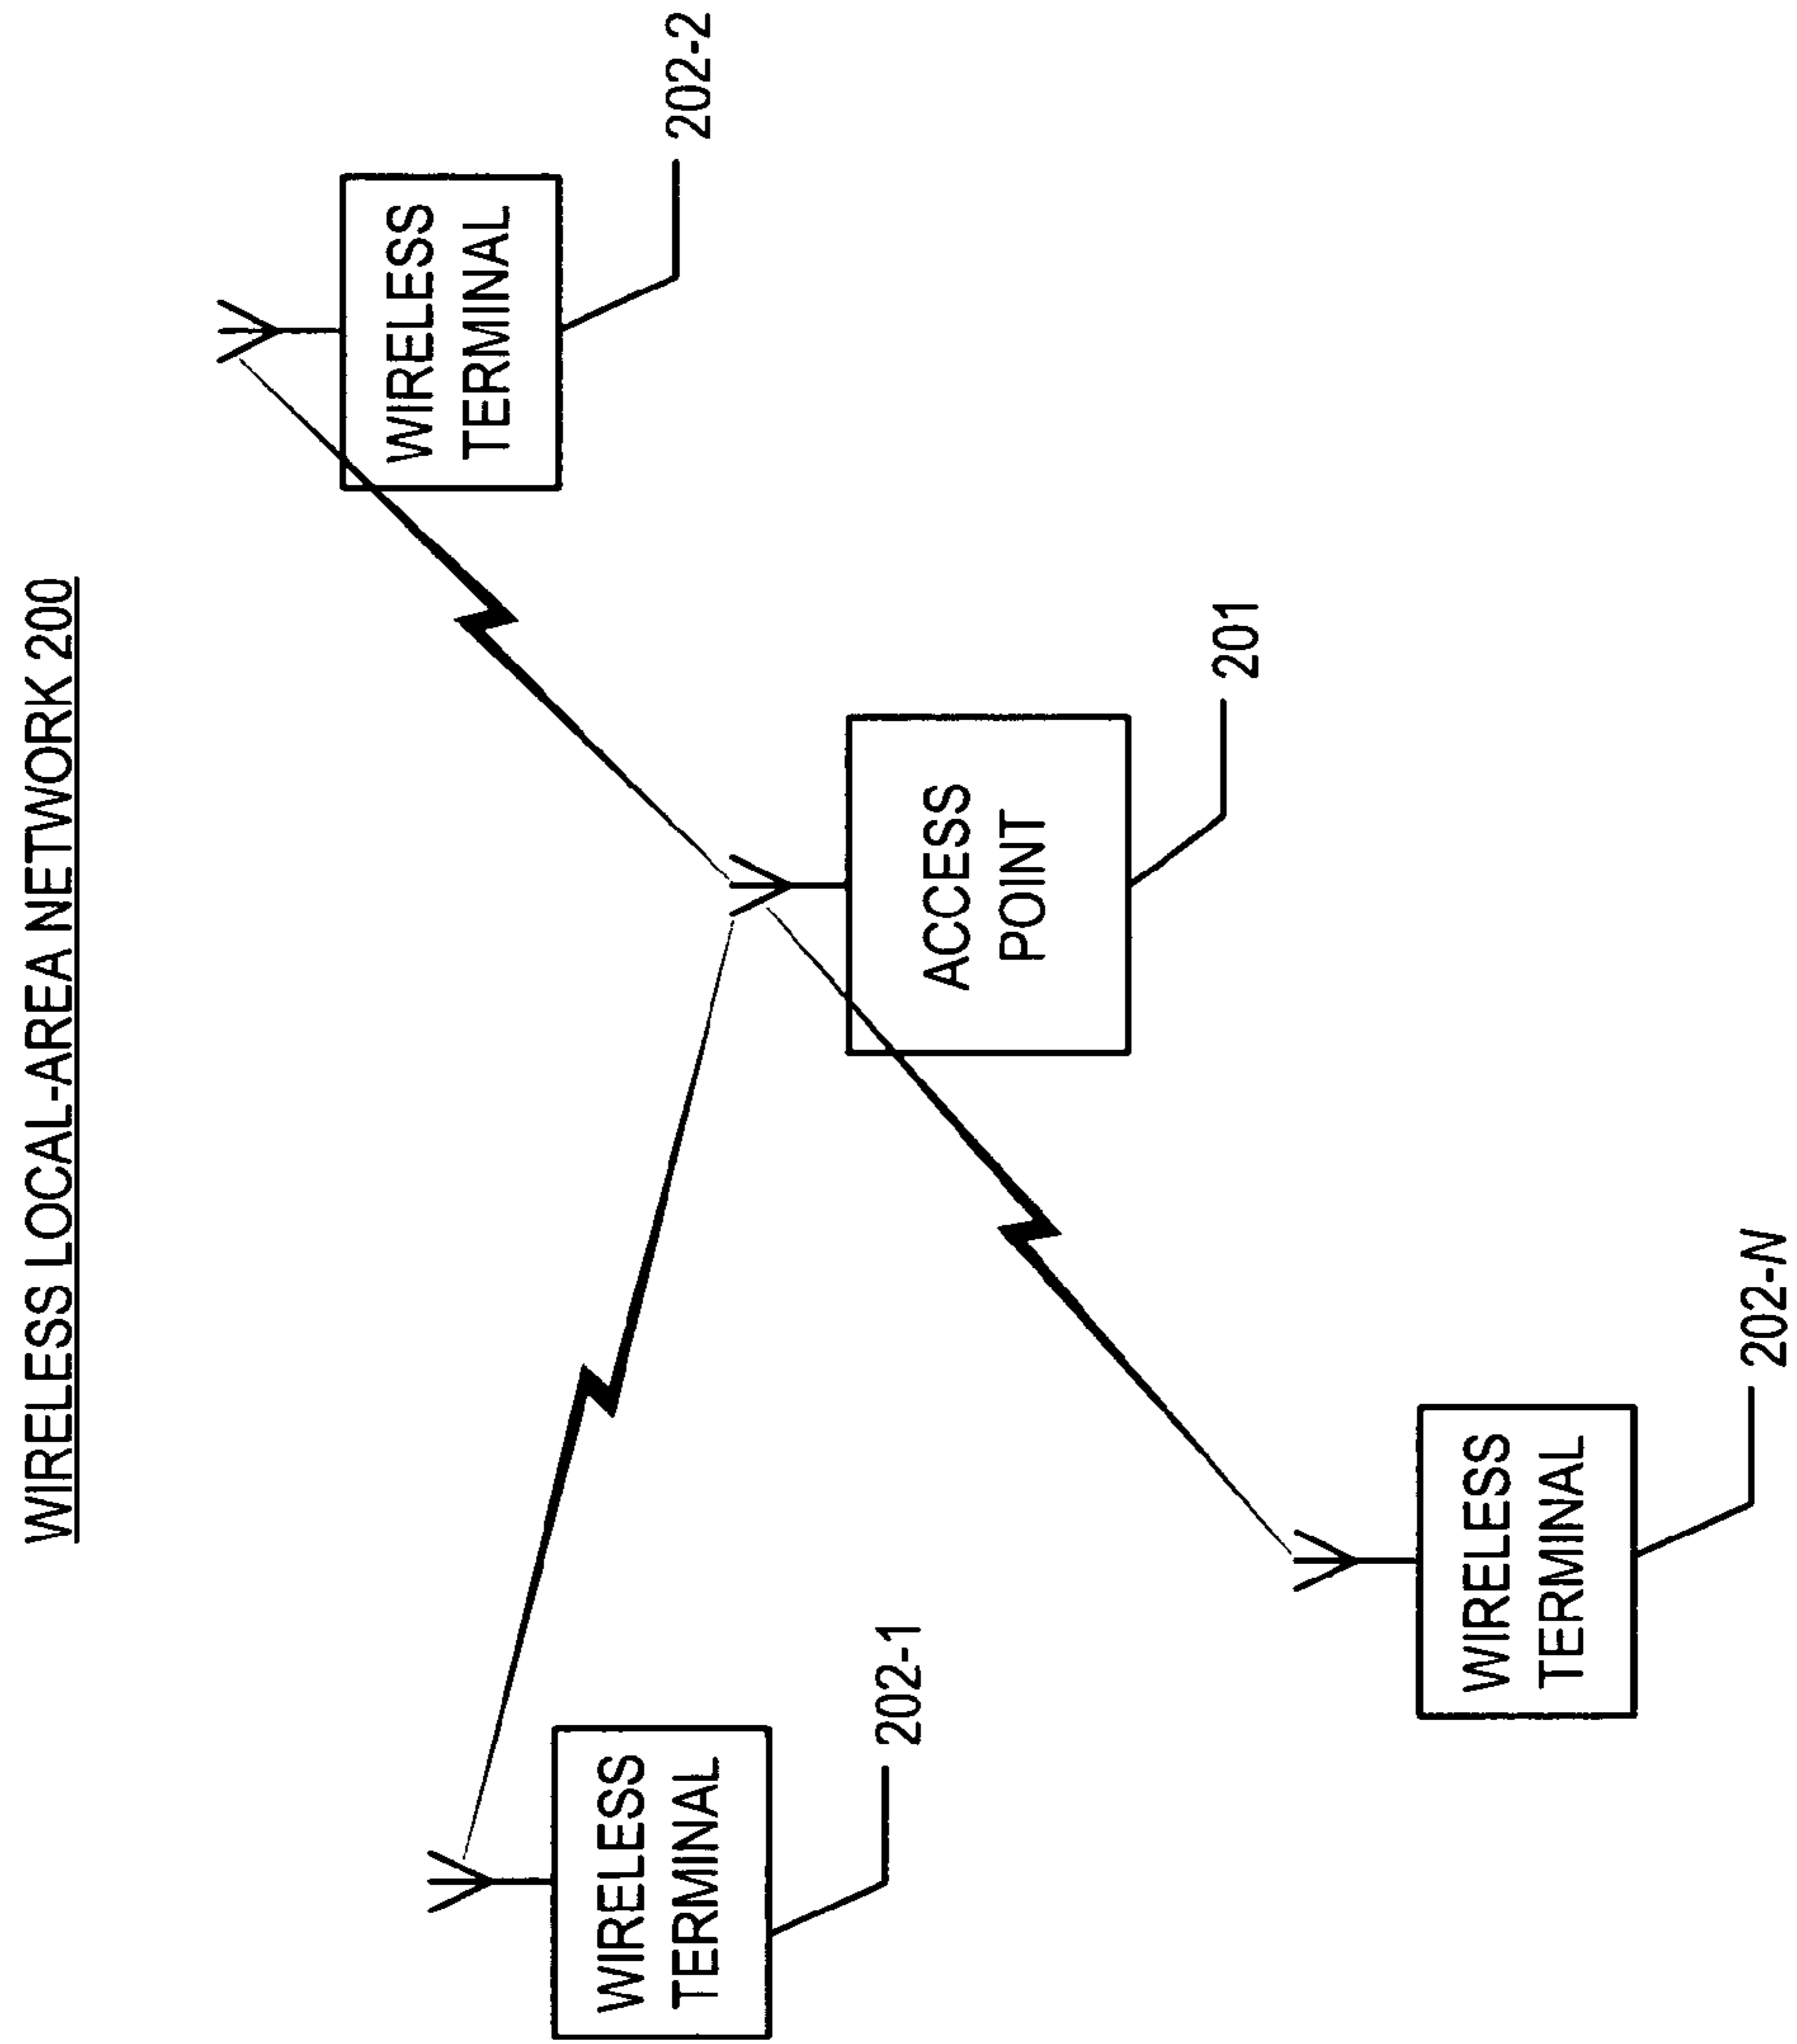 WIRELESS LOCAL-AREA NETWORK 200
WIRELESS
TERMINAL
202-1
WIRELESS
TERMINAL
202-2
ACCESS
POINT
201
WIRELESS
TERMINAL
202-N